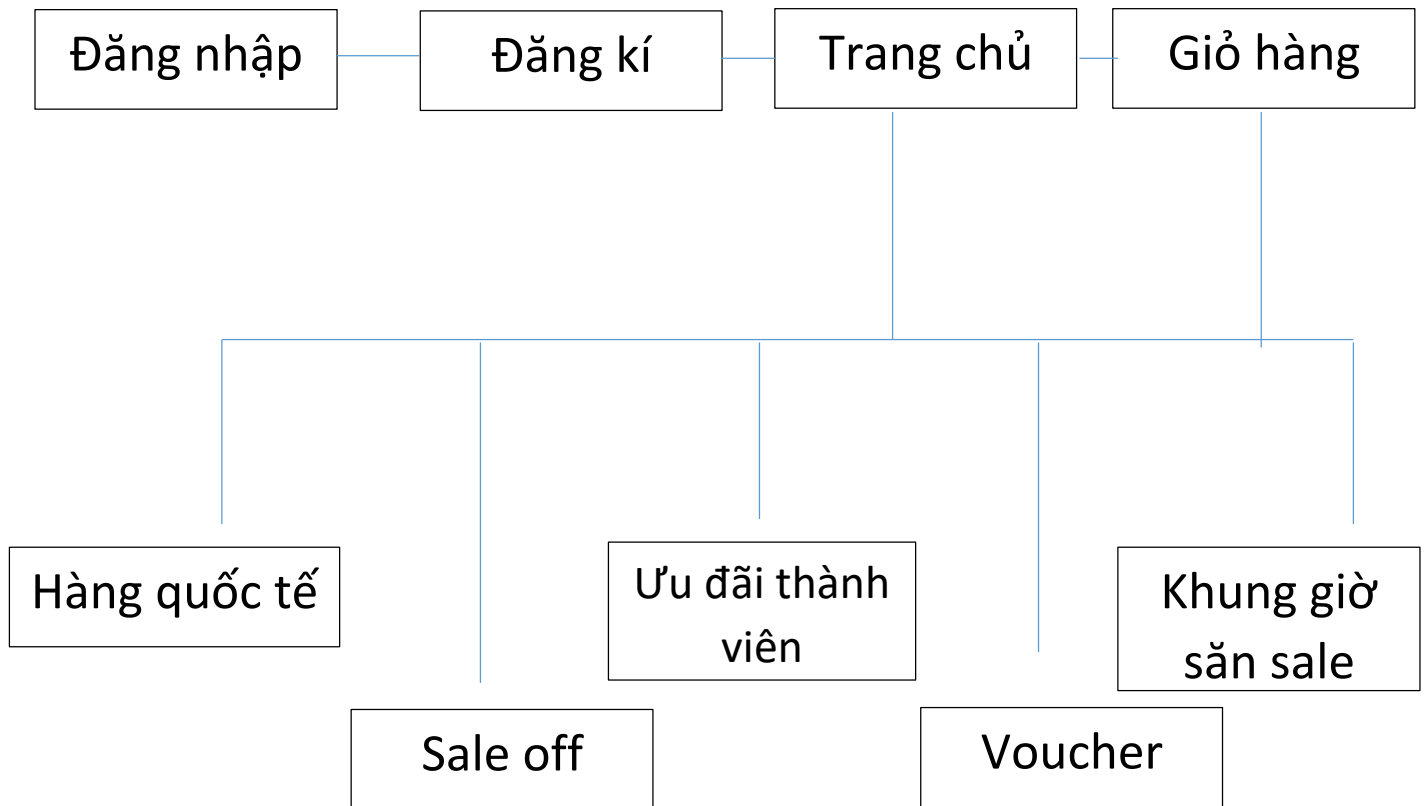 Đăng nhập
Đăng kí
Trang chủ
Giỏ hàng
Hàng quốc tế
Ưu đãi thành
viên
Khung giờ
săn sale
Sale off
Voucher